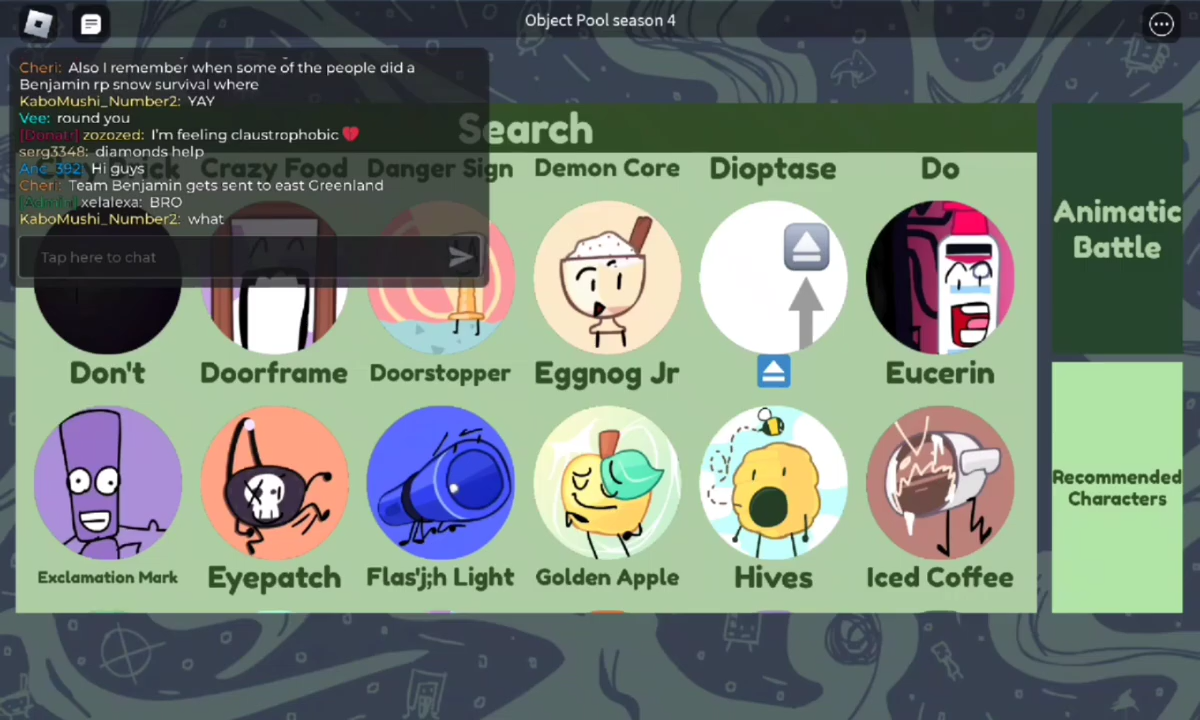 Object Pool season 4
Cheri: Also I remember when some of the people did a
Benjamin rp snow survival where
KaboMushi_Number2: YAY
Vee: round you
zozozed: I'm feeling claustrophobic 💔
serg3348: diamonds help
Hi guys
Cheri: Team Benjamin gets sent to east Greenland
xelalexa: BRO
KaboMushi_Number2: what
Tap here to chat
Search
Crazy Food Danger Sign Demon Core Dioptase Do
Don't Doorframe Doorstopper Eggnog Jr ⏏️ Eucerin
Exclamation Mark Eyepatch Flas'j;h Light Golden Apple Hives Iced Coffee
Animatic
Battle
Recommended
Characters